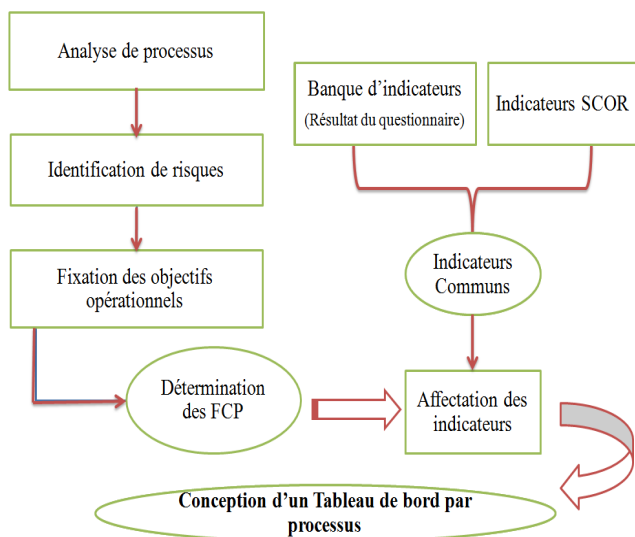 Analyse de processus
Banque d’indicateurs
(Résultat du questionnaire)
Indicateurs SCOR
Identification de risques
Fixation des objectifs
opérationnels
Indicateurs
Communs
Détermination
des FCP
Affectation des
indicateurs
Conception d’un Tableau de bord par
processus